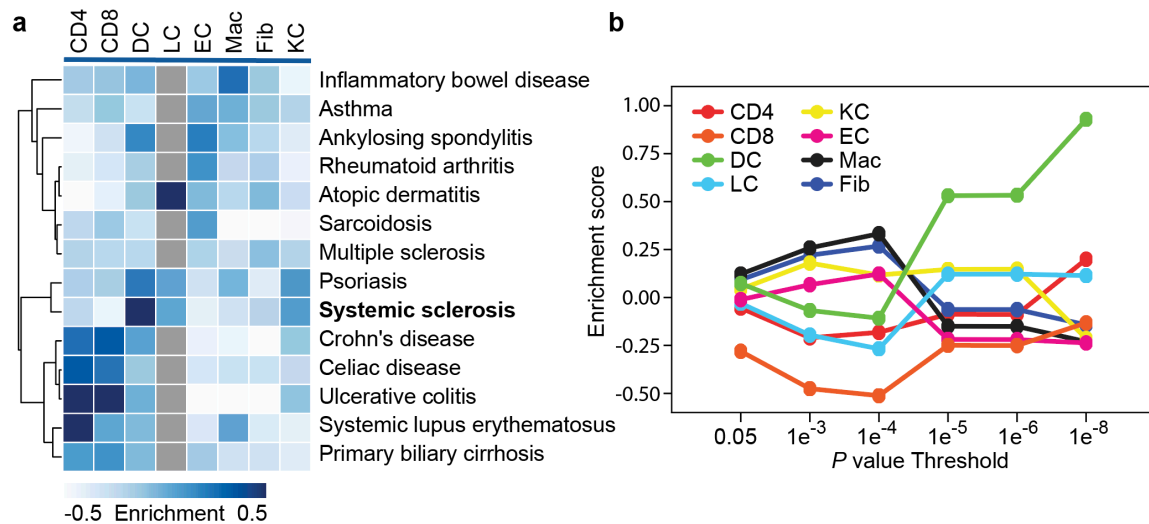 a
CD4 CD8 DC LC EC Mac Fib KC
Inflammatory bowel disease
Asthma
Ankylosing spondylitis
Rheumatoid arthritis
Atopic dermatitis
Sarcoidosis
Multiple sclerosis
Psoriasis
Systemic sclerosis
Crohn's disease
Celiac disease
Ulcerative colitis
Systemic lupus erythematosus
Primary biliary cirrhosis
-0.5 Enrichment 0.5
b
Enrichment score
1.00
0.75
0.50
0.25
0.00
-0.25
-0.50
CD4 KC
CD8 EC
DC Mac
LC Fib
0.05 1e-3 1e-4 1e-5 1e-6 1e-8
P value Threshold